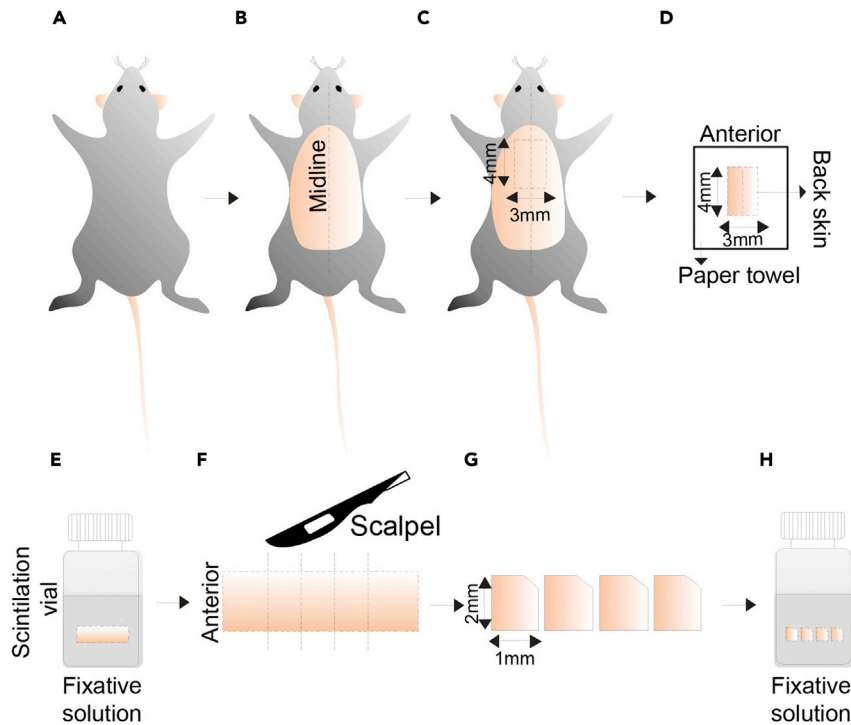 A
B
C
D
Midline
4mm
3mm
Anterior
4mm
3mm
Back skin
Paper towel
E
F
G
H
Scintilation
vial
Fixative
solution
Anterior
Scalpel
2mm
1mm
Fixative
solution